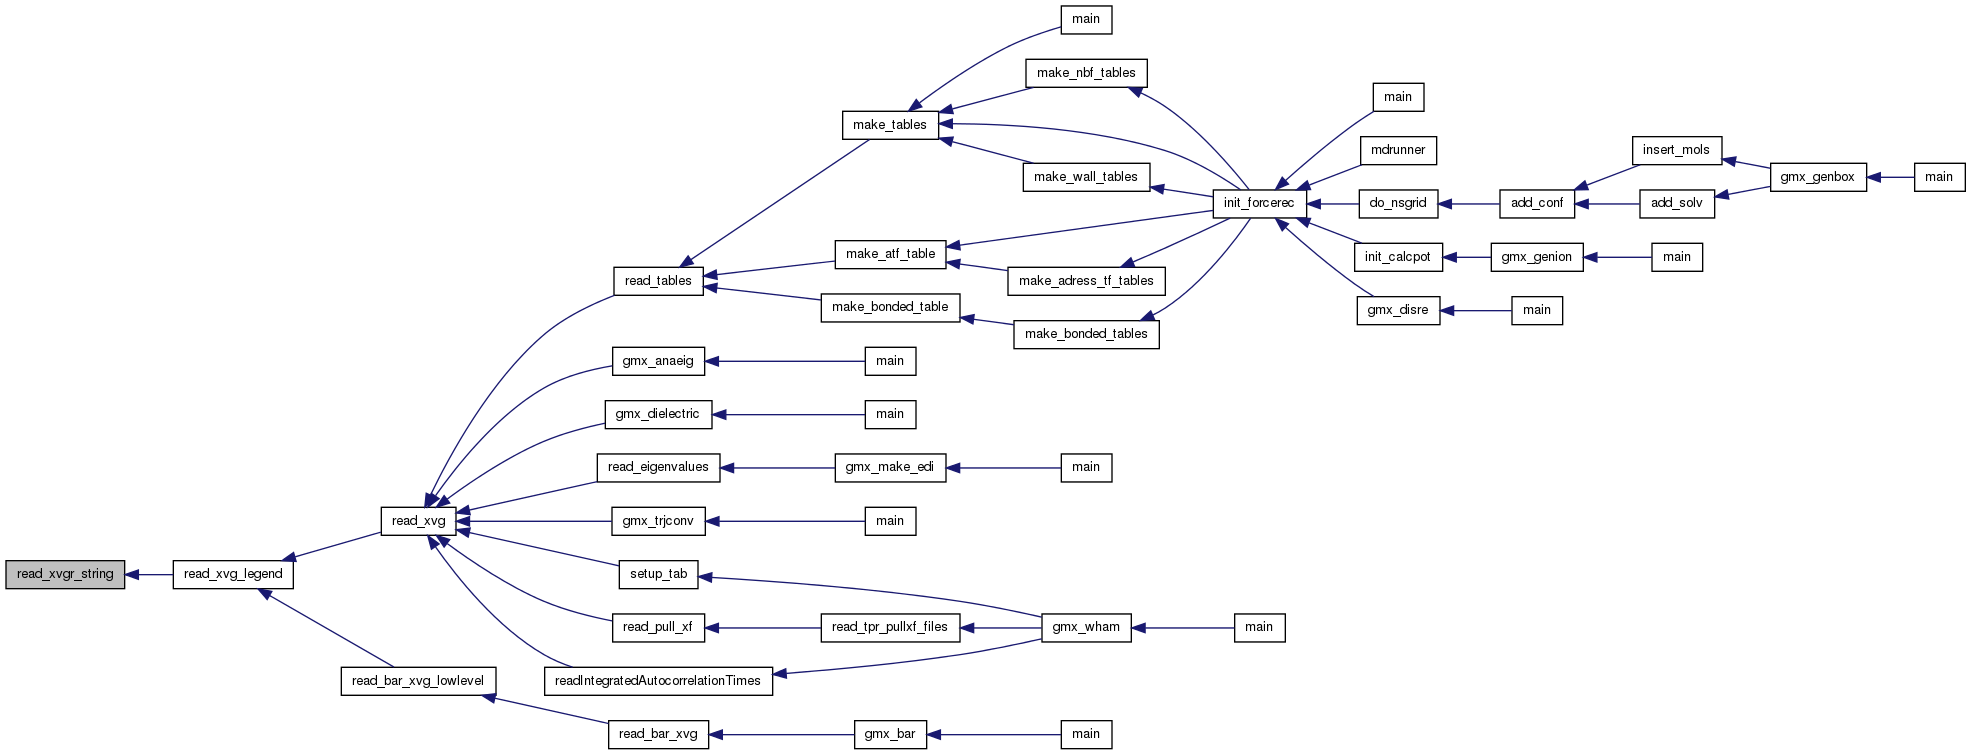 main
make_nbf_tables
main
make_tables
mdrunner
insert_mols
make_wall_tables
gmx_genbox
main
init_forcerec
do_nsgrid
add_conf
add_solv
make_atf_table
init_calcpot
gmx_genion
main
read_tables
make_adress_tf_tables
make_bonded_table
gmx_disre
main
make_bonded_tables
gmx_anaeig
main
gmx_dielectric
main
read_eigenvalues
gmx_make_edi
main
read_xvg
gmx_trjconv
main
read_xvgr_string
read_xvg_legend
setup_tab
read_pull_xf
read_tpr_pullxf_files
gmx_wham
main
read_bar_xvg_lowlevel
readIntegratedAutocorrelationTimes
read_bar_xvg
gmx_bar
main